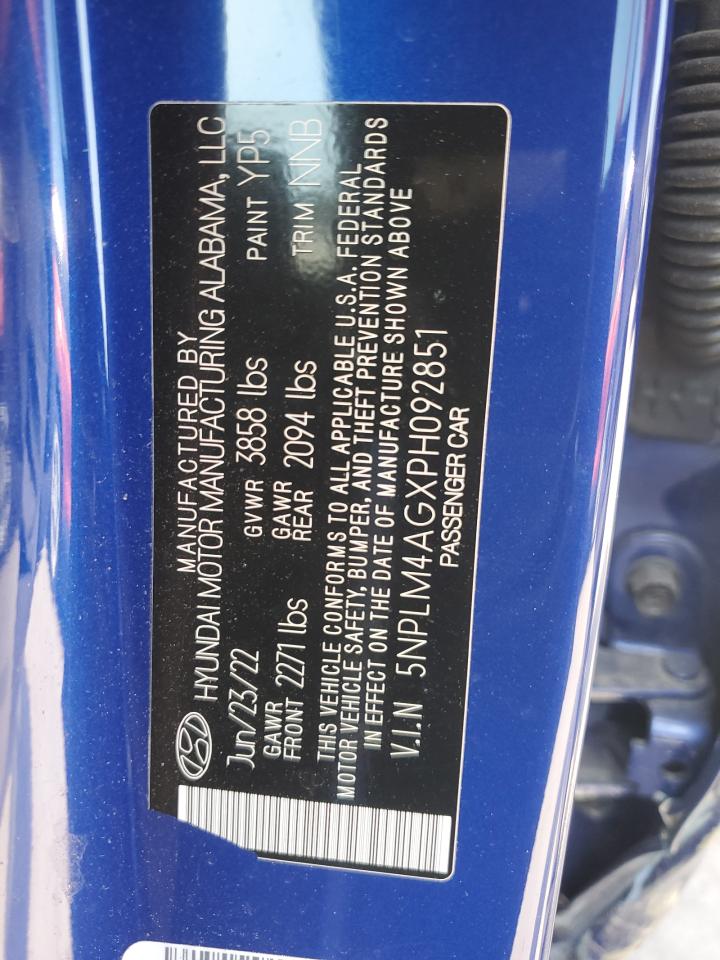 MANUFACTURED BY
HYUNDAI MOTOR MANUFACTURING ALABAMA, LLC
Jun/23/22 GVWR 3858 lbs PAINT YP5
GAWR FRONT 2271 lbs GAWR REAR 2094 lbs TRIM NNB
THIS VEHICLE CONFORMS TO ALL APPLICABLE U.S.A. FEDERAL
MOTOR VEHICLE SAFETY, BUMPER, AND THEFT PREVENTION STANDARDS
IN EFFECT ON THE DATE OF MANUFACTURE SHOWN ABOVE
V.I.N 5NPLM4AGXPH092851
PASSENGER CAR